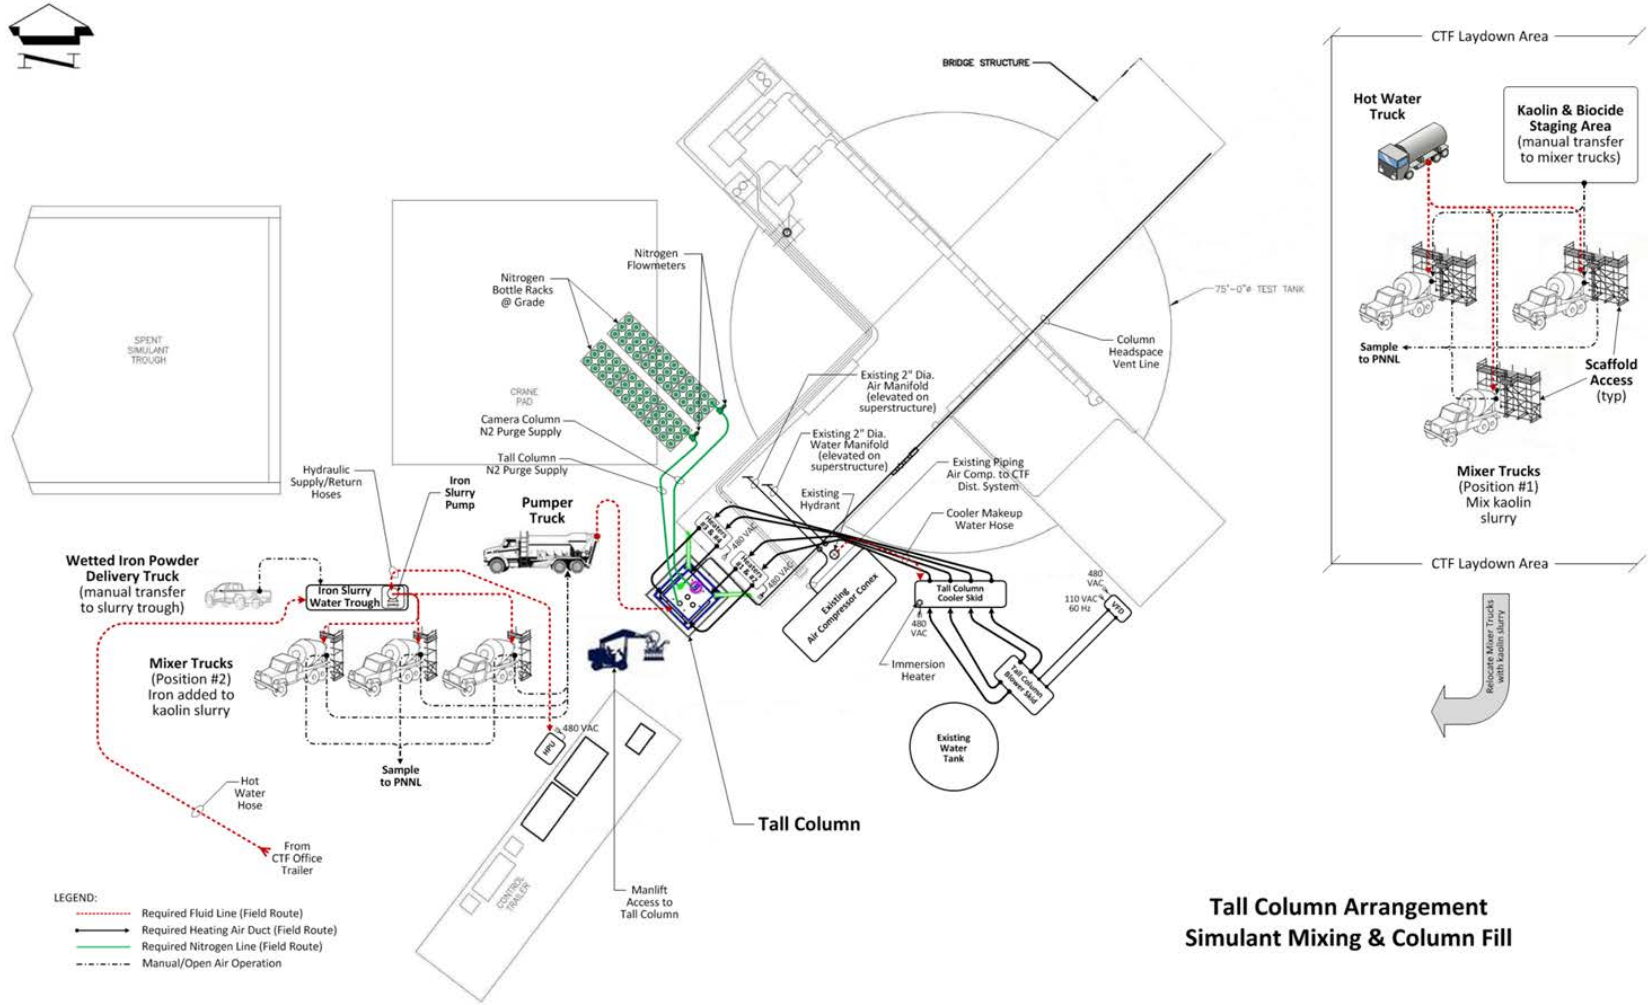 N
CTF Laydown Area
Hot Water
Truck
Kaolin & Biocide
Staging Area
(manual transfer
to mixer trucks)
Sample
to PNNL
Scaffold
Access
(typ)
Mixer Trucks
(Position #1)
Mix kaolin
slurry
CTF Laydown Area
Relocate Mixer Trucks
with kaolin slurry
BRIDGE STRUCTURE
75'-0"ø TEST TANK
Column
Headspace
Vent Line
SPENT
SIMULANT
TROUGH
CRANE
PAD
Nitrogen
Flowmeters
Nitrogen
Bottle Racks
@ Grade
Camera Column
N2 Purge Supply
Tall Column
N2 Purge Supply
Existing 2" Dia.
Air Manifold
(elevated on
superstructure)
Existing 2" Dia.
Water Manifold
(elevated on
superstructure)
Existing Piping
Air Comp. to CTF
Dist. System
Existing
Hydrant
Cooler Makeup
Water Hose
Hydraulic
Supply/Return
Hoses
Iron
Slurry
Pump
Pumper
Truck
Heaters
#3 & #4
480 VAC
Heaters
#1 & #2
480 VAC
Existing
Air Compressor Conex
Tall Column
Cooler Skid
480
VAC
Immersion
Heater
480
VAC
110 VAC
60 Hz
VFD
Tall Column
Blower Skid
Existing
Water
Tank
Wetted Iron Powder
Delivery Truck
(manual transfer
to slurry trough)
Iron Slurry
Water Trough
Mixer Trucks
(Position #2)
Iron added to
kaolin slurry
Sample
to PNNL
480 VAC
HPU
Hot
Water
Hose
From
CTF Office
Trailer
CONTROL
TRAILER
Tall Column
Manlift
Access to
Tall Column
LEGEND:
Required Fluid Line (Field Route)
Required Heating Air Duct (Field Route)
Required Nitrogen Line (Field Route)
Manual/Open Air Operation
Tall Column Arrangement
Simulant Mixing & Column Fill